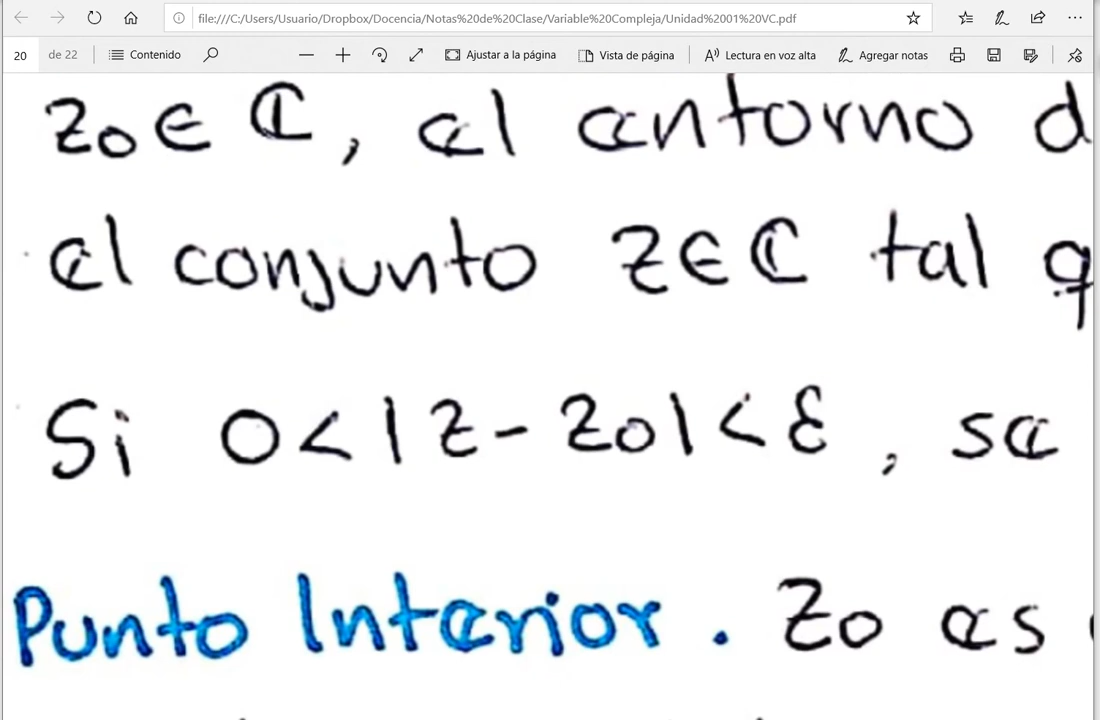 file:///C:/Users/Usuario/Dropbox/Docencia/Notas%20de%20Clase/Variable%20Compleja/Unidad%2001%20VC.pdf
20 de 22 Contenido Ajustar a la página Vista de página Lectura en voz alta Agregar notas
z0 ∈ ℂ, el entorno d
el conjunto z ∈ ℂ tal q
Si 0<|z-z0|<ε, se
Punto Interior. z0 es